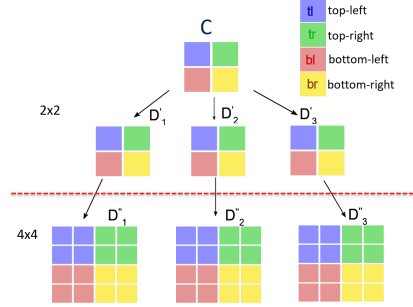 C
tl top-left
tr top-right
bl bottom-left
br bottom-right
2x2
D'1 D'2 D'3
4x4
D"1 D"2 D"3